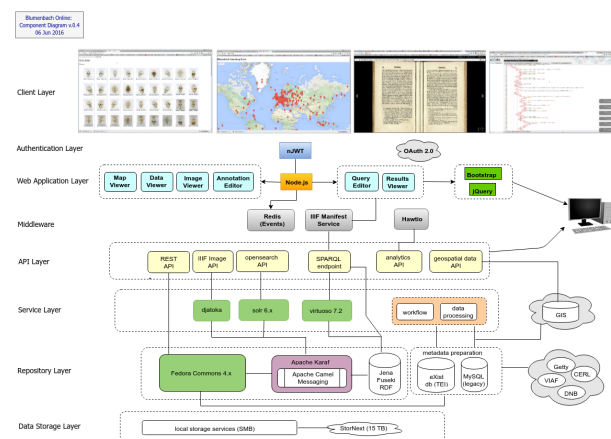 Blumenbach Online:
Component Diagram v.0.4
06 Jun 2016
Client Layer
Authentication Layer
nJWT
OAuth 2.0
Web Application Layer
Map Viewer
Data Viewer
Image Viewer
Annotation Editor
Node.js
Query Editor
Results Viewer
Bootstrap
jQuery
Middleware
Redis (Events)
IIIF Manifest Service
Hawtio
API Layer
REST API
IIIF Image API
opensearch API
SPARQL endpoint
analytics API
geospatial data API
Service Layer
djatoka
solr 6.x
virtuoso 7.2
workflow
data processing
GIS
Repository Layer
Fedora Commons 4.x
Apache Karaf
Apache Camel Messaging
Jena Fuseki RDF
metadata preparation
eXist db (TEI)
MySQL (legacy)
Getty
VIAF
CERL
DNB
Data Storage Layer
local storage services (SMB)
StorNext (15 TB)